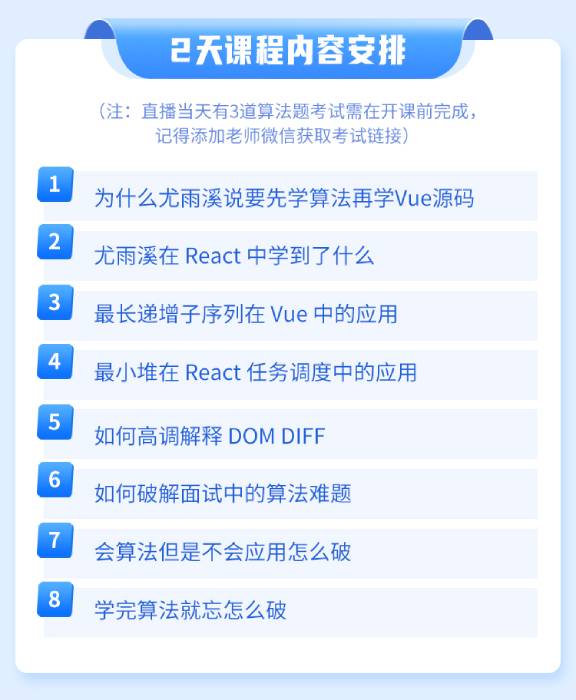 2天课程内容安排
（注：直播当天有3道算法题考试需在开课前完成，
记得添加老师微信获取考试链接）
1
为什么尤雨溪说要先学算法再学Vue源码
2
尤雨溪在 React 中学到了什么
3
最长递增子序列在 Vue 中的应用
4
最小堆在 React 任务调度中的应用
5
如何高调解释 DOM DIFF
6
如何破解面试中的算法难题
7
会算法但是不会应用怎么破
8
学完算法就忘怎么破